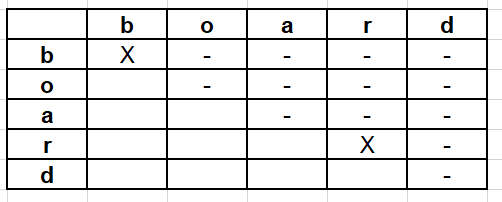 b o a r d
b X - - - -
o - - - -
a - - -
r X -
d -